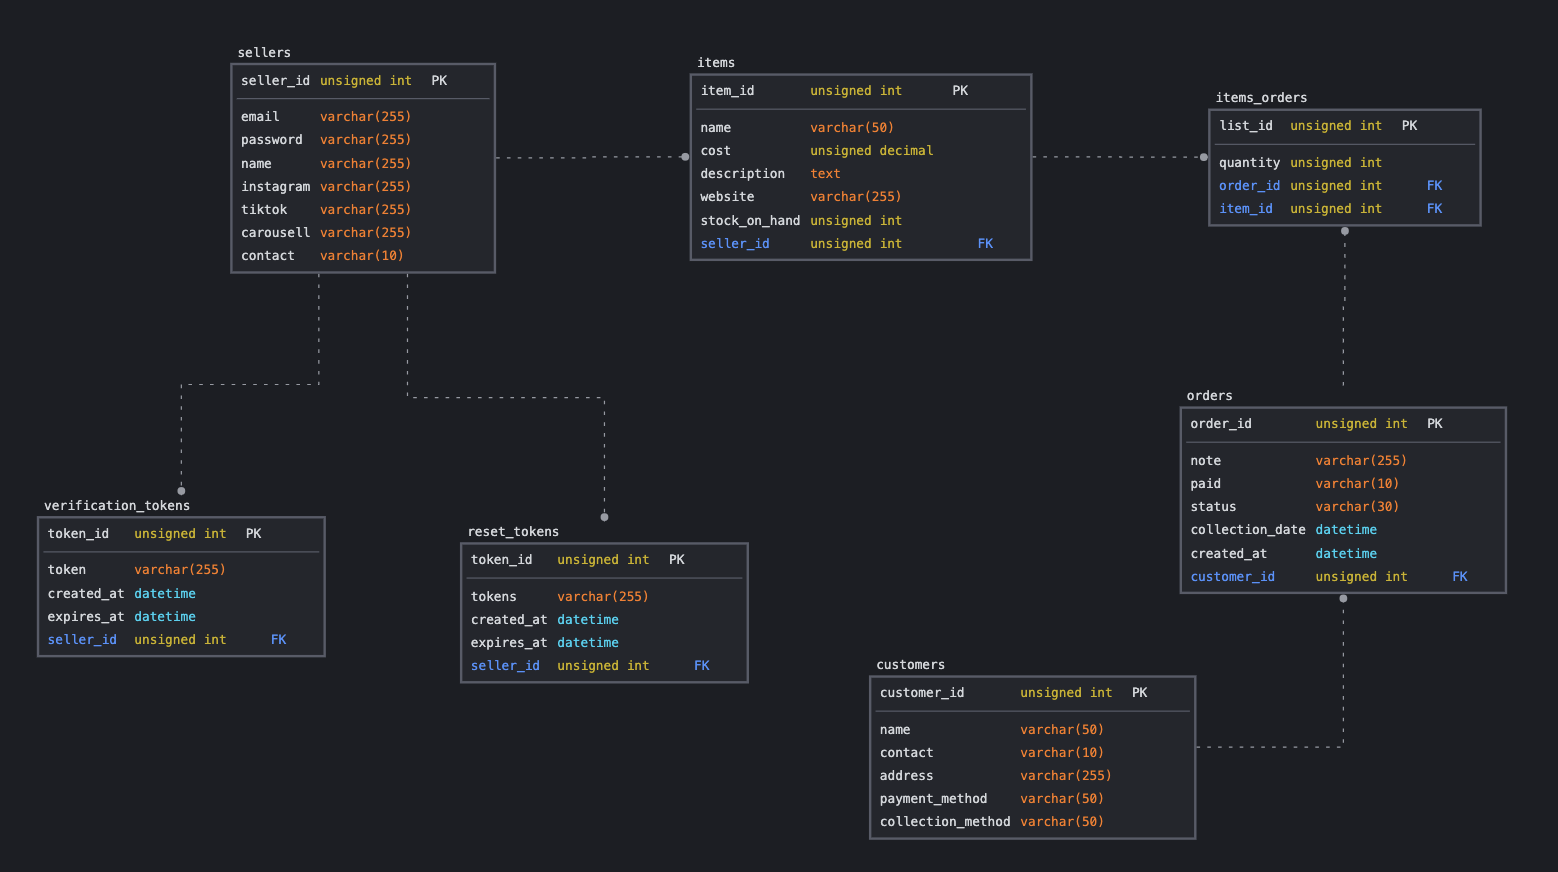 sellers
seller_id unsigned int PK
email varchar(255)
password varchar(255)
name varchar(255)
instagram varchar(255)
tiktok varchar(255)
carousell varchar(255)
contact varchar(10)
items
item_id unsigned int PK
name varchar(50)
cost unsigned decimal
description text
website varchar(255)
stock_on_hand unsigned int
seller_id unsigned int FK
items_orders
list_id unsigned int PK
quantity unsigned int
order_id unsigned int FK
item_id unsigned int FK
orders
order_id unsigned int PK
note varchar(255)
paid varchar(10)
status varchar(30)
collection_date datetime
created_at datetime
customer_id unsigned int FK
verification_tokens
token_id unsigned int PK
token varchar(255)
created_at datetime
expires_at datetime
seller_id unsigned int FK
reset_tokens
token_id unsigned int PK
tokens varchar(255)
created_at datetime
expires_at datetime
seller_id unsigned int FK
customers
customer_id unsigned int PK
name varchar(50)
contact varchar(10)
address varchar(255)
payment_method varchar(50)
collection_method varchar(50)